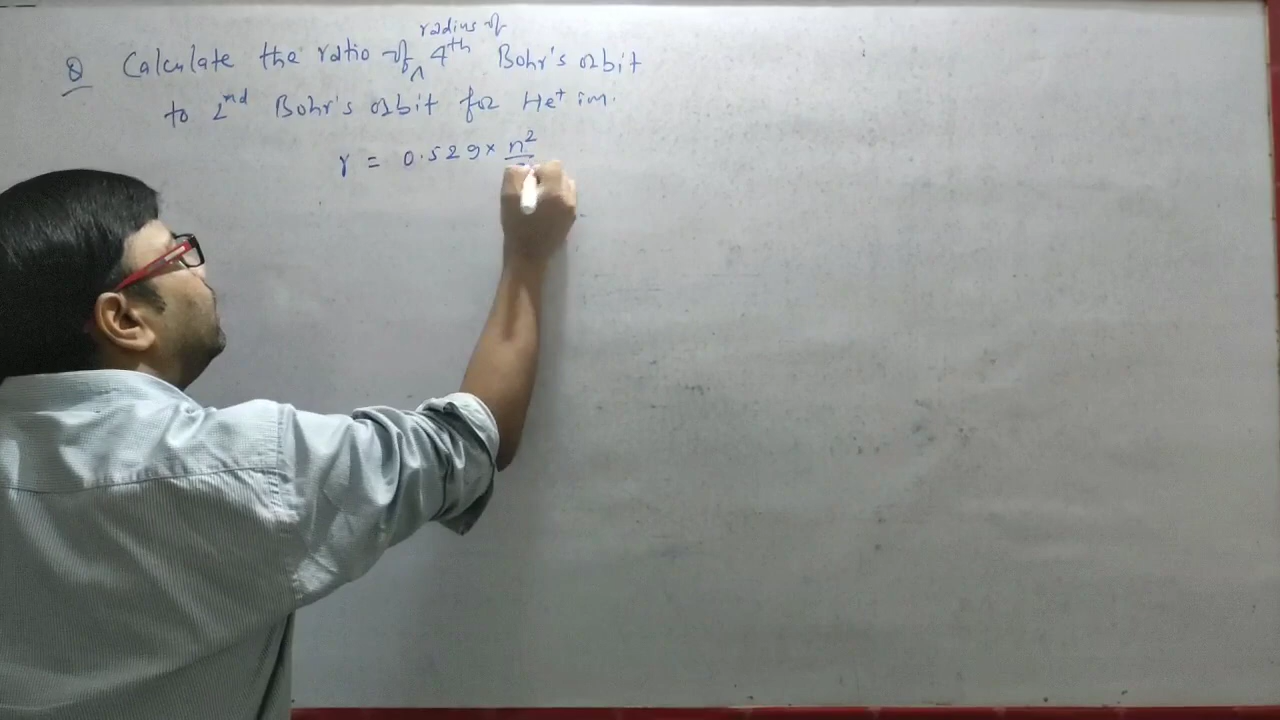 radius of
Q Calculate the ratio of ^ 4th Bohr's orbit
to 2nd Bohr's orbit for He+ ion.
r = 0.529 × n²